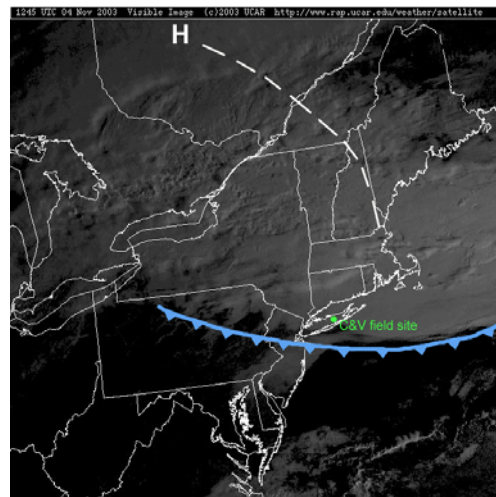 1245 UTC 04 Nov 2003 Visible Image (c)2003 UCAR http://www.rap.ucar.edu/weather/satellite
H
C&V field site